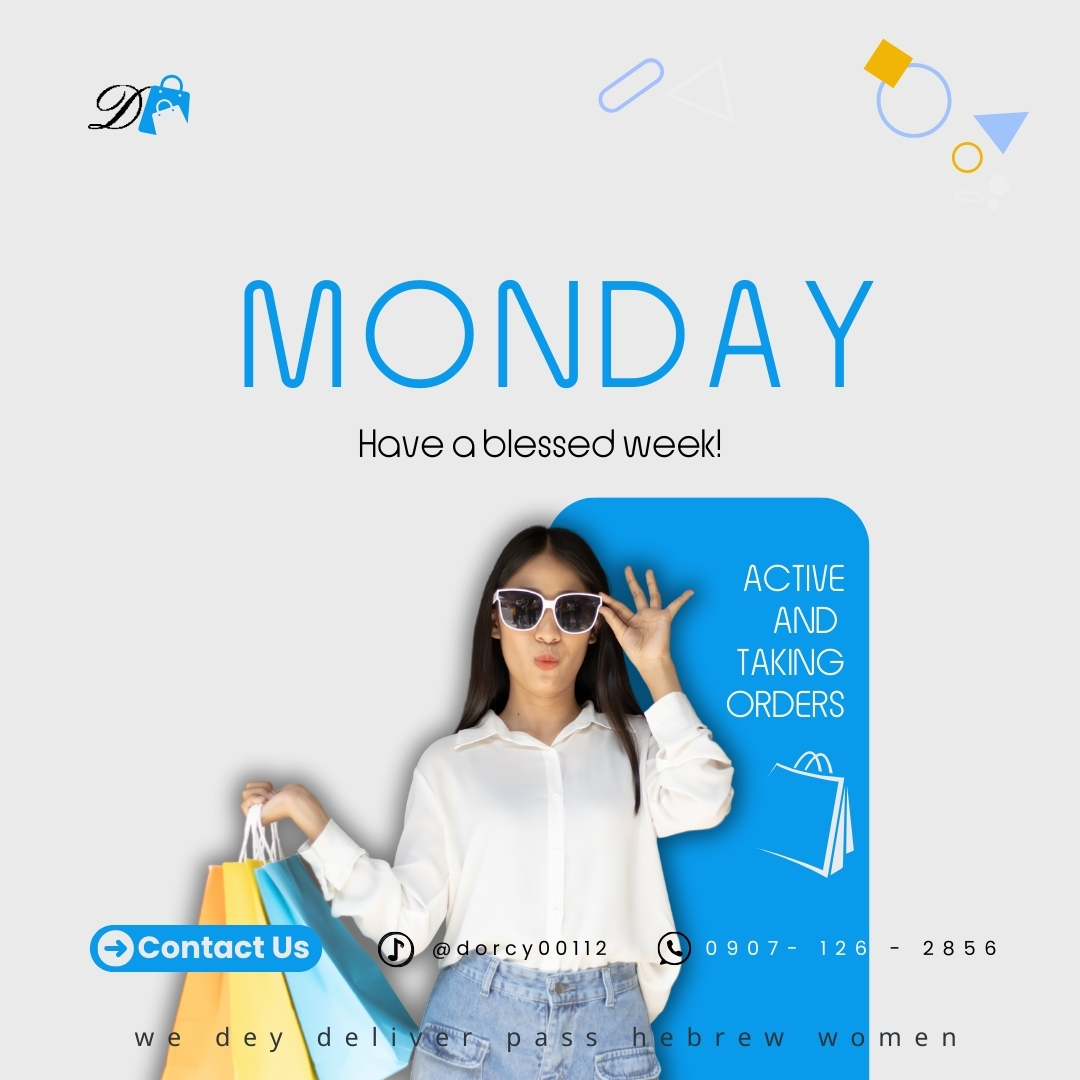 D
MONDAY
Have a blessed week!
ACTIVE
AND
TAKING
ORDERS
Contact Us
@dorcy00112
0907- 126 - 2856
we dey deliver pass hebrew women